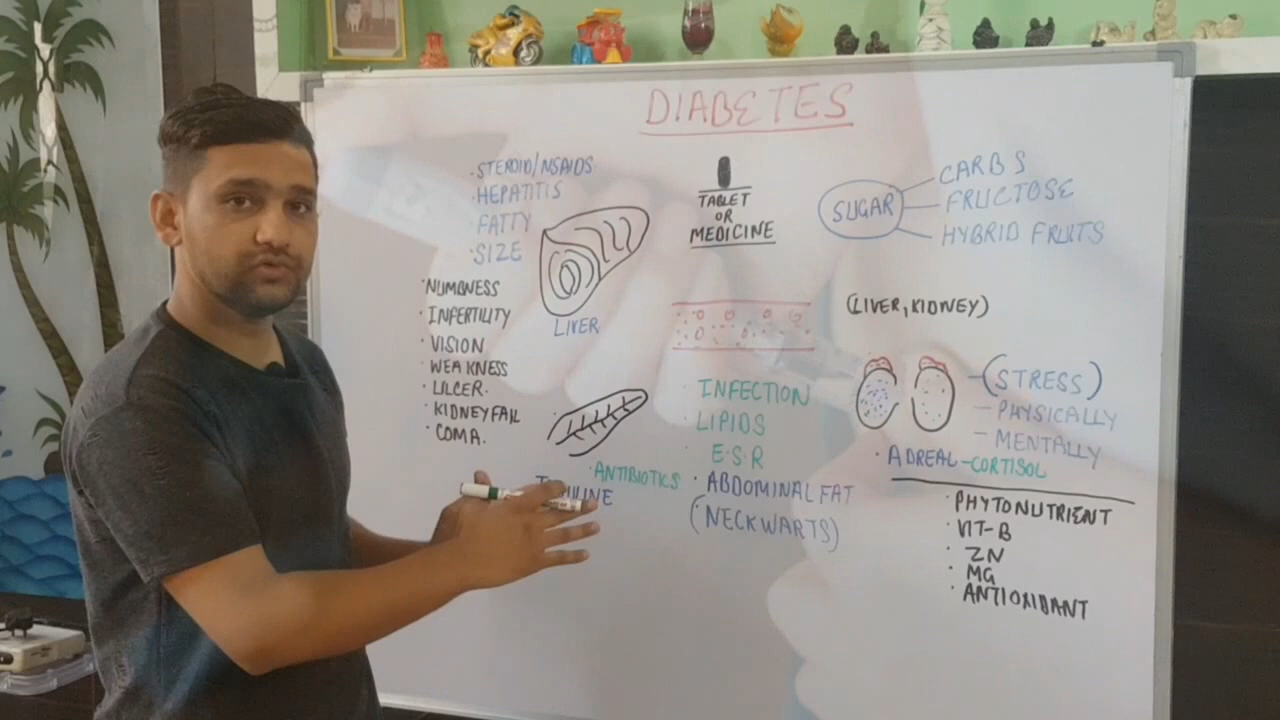 DIABETES
·STEROID/NSAIDS
·HEPATITIS
·FATTY
·SIZE
LIVER
·NUMBNESS
·INFERTILITY
·VISION
·WEAKNESS
·ULCER.
·KIDNEY FAIL
·COMA.
·ANTIBIOTICS
TABLET
OR
MEDICINE
·INFECTION
·LIPIDS
·E.S.R
·ABDOMINAL FAT
(NECKWARTS)
SUGAR
CARBS
FRUCTOSE
HYBRID FRUITS
(LIVER, KIDNEY)
-(STRESS)
-PHYSICALLY
-MENTALLY
·ADREAL-CORTISOL
·PHYTONUTRIENT
·VIT-B
·ZN
·MG
·ANTIOXIDANT